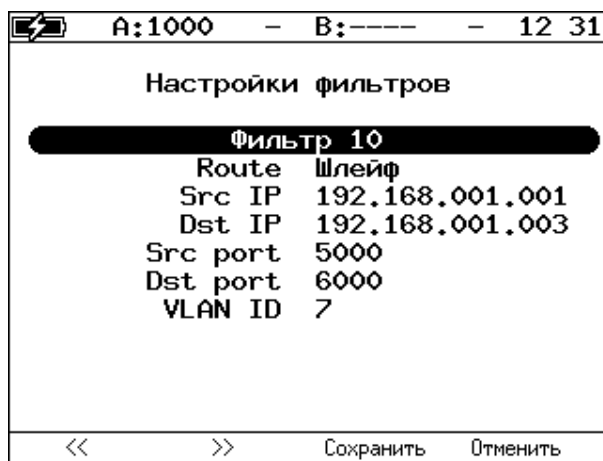 A:1000 – B:---- – 12 31
Настройки фильтров
Фильтр 10
Route Шлейф
Src IP 192.168.001.001
Dst IP 192.168.001.003
Src port 5000
Dst port 6000
VLAN ID 7
<< >> Сохранить Отменить